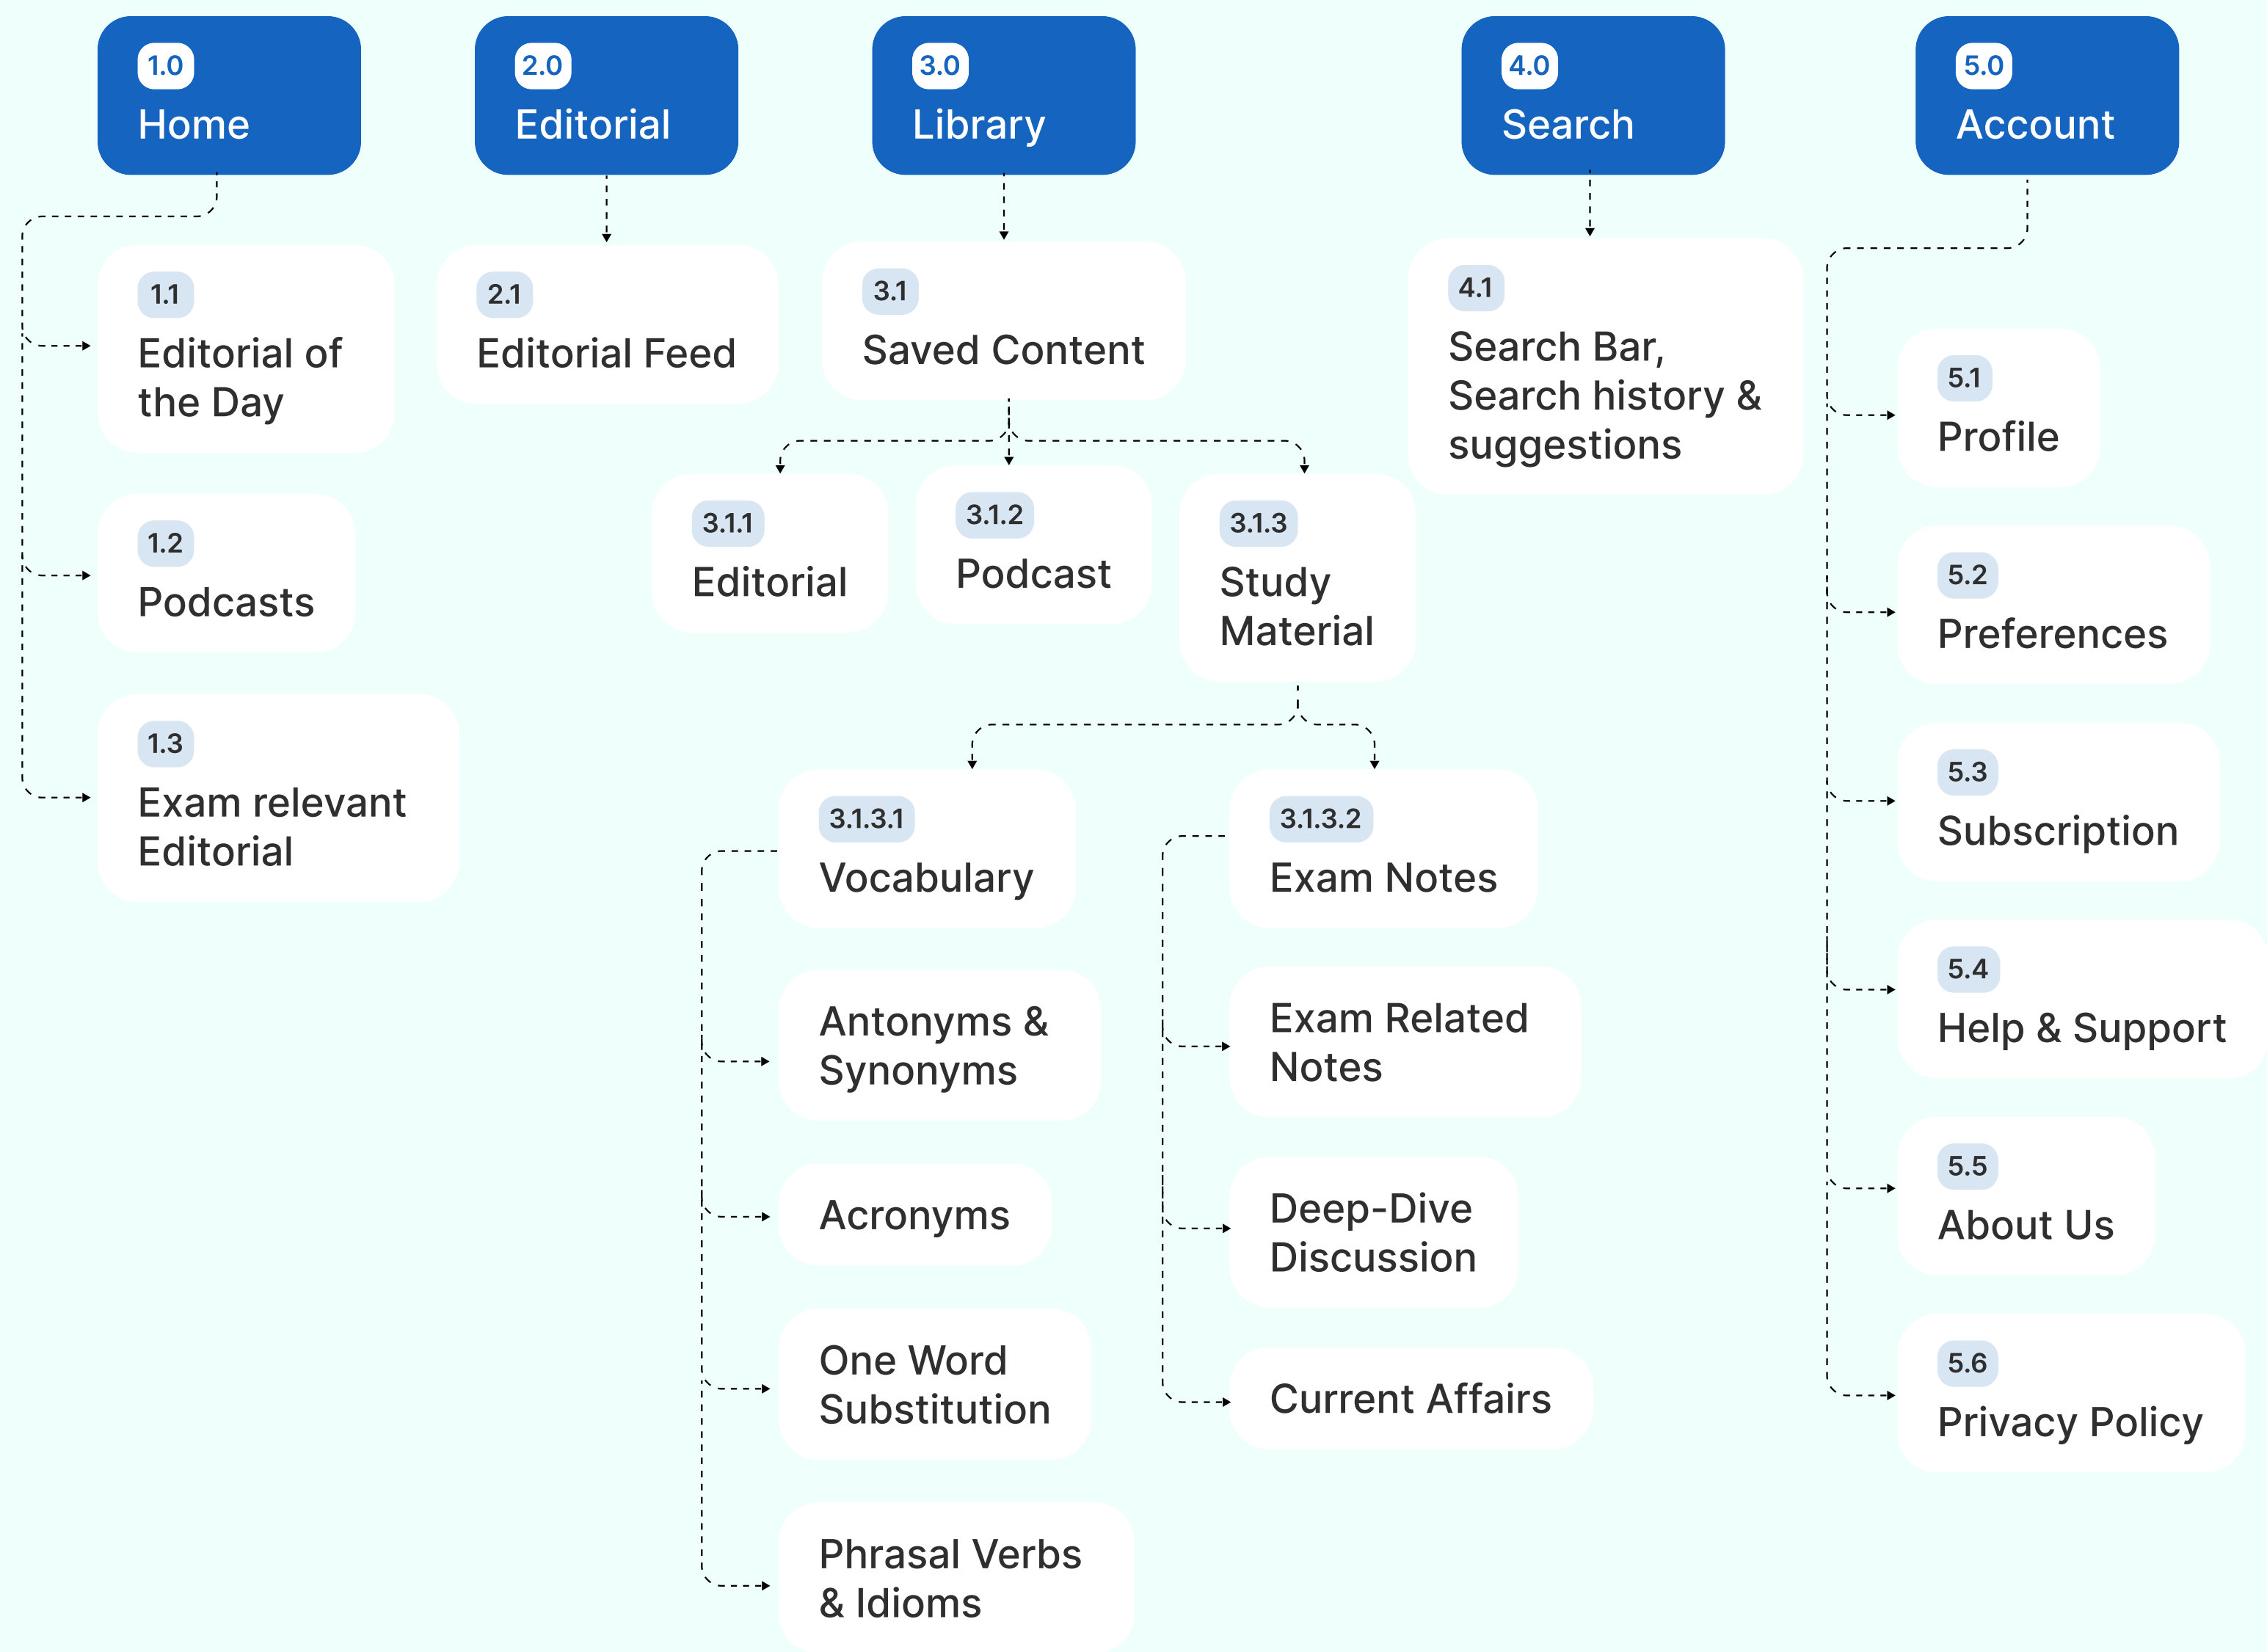 1.0
Home
1.1
Editorial of
the Day
1.2
Podcasts
1.3
Exam relevant
Editorial
2.0
Editorial
2.1
Editorial Feed
3.0
Library
3.1
Saved Content
3.1.1
Editorial
3.1.2
Podcast
3.1.3
Study
Material
3.1.3.1
Vocabulary
Antonyms &
Synonyms
Acronyms
One Word
Substitution
Phrasal Verbs
& Idioms
3.1.3.2
Exam Notes
Exam Related
Notes
Deep-Dive
Discussion
Current Affairs
4.0
Search
4.1
Search Bar,
Search history &
suggestions
5.0
Account
5.1
Profile
5.2
Preferences
5.3
Subscription
5.4
Help & Support
5.5
About Us
5.6
Privacy Policy